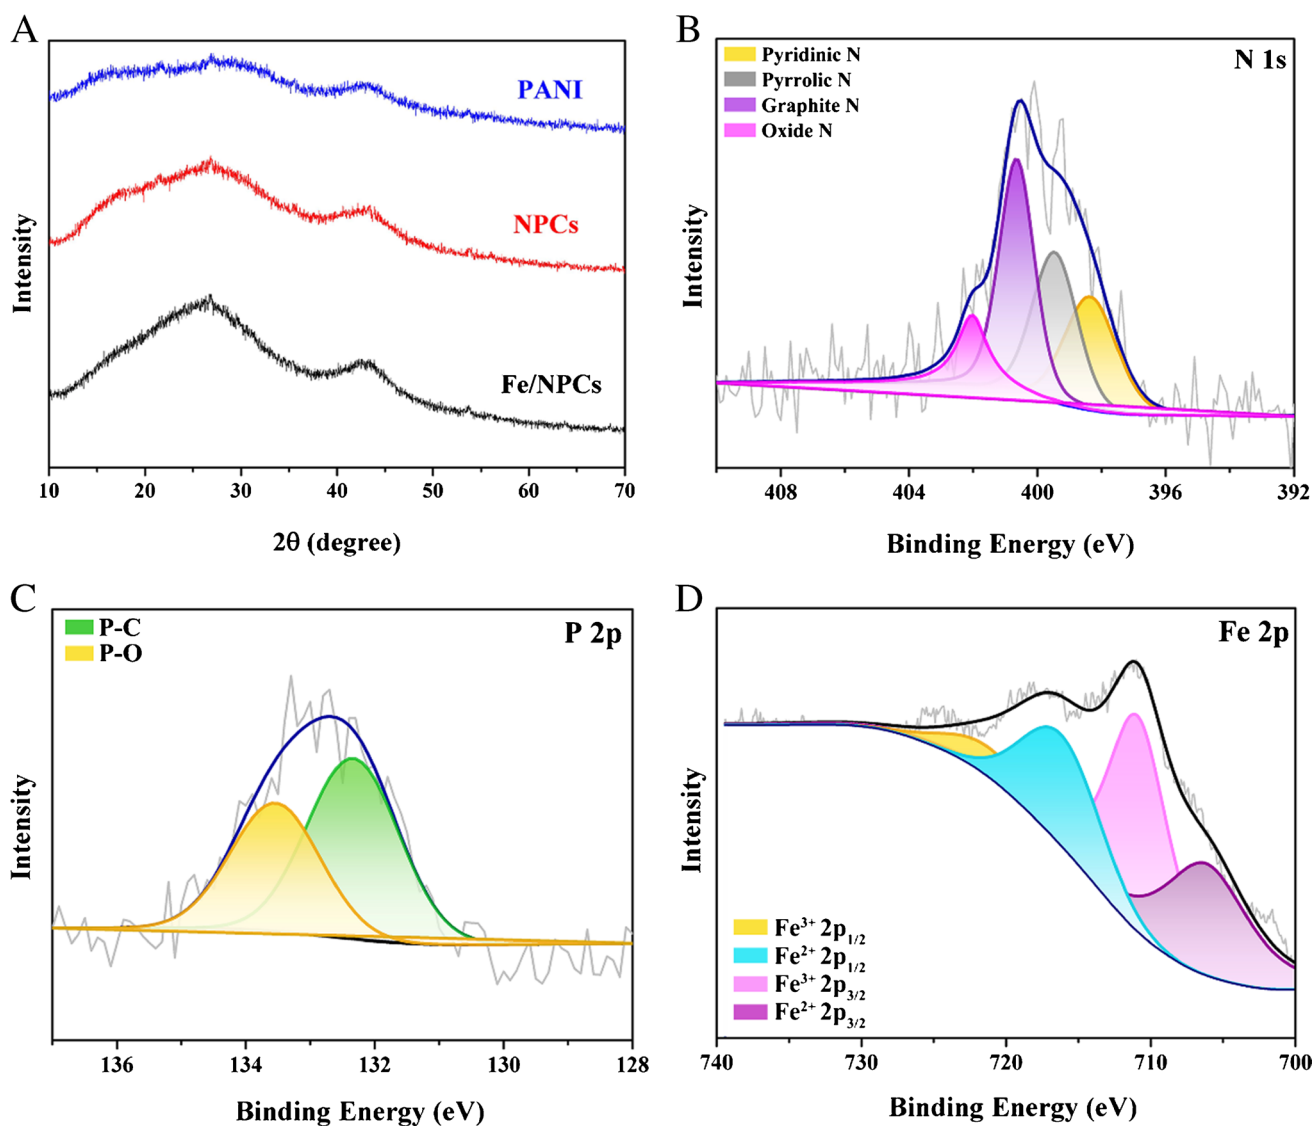 A
PANI
NPCs
Fe/NPCs
Intensity
10 20 30 40 50 60 70
2θ (degree)
B
Pyridinic N
Pyrrolic N
Graphite N
Oxide N
N 1s
Intensity
408 404 400 396 392
Binding Energy (eV)
C
P-C
P-O
P 2p
Intensity
136 134 132 130 128
Binding Energy (eV)
D
Fe 2p
Intensity
Fe³⁺ 2p₁/₂
Fe²⁺ 2p₁/₂
Fe³⁺ 2p₃/₂
Fe²⁺ 2p₃/₂
740 730 720 710 700
Binding Energy (eV)